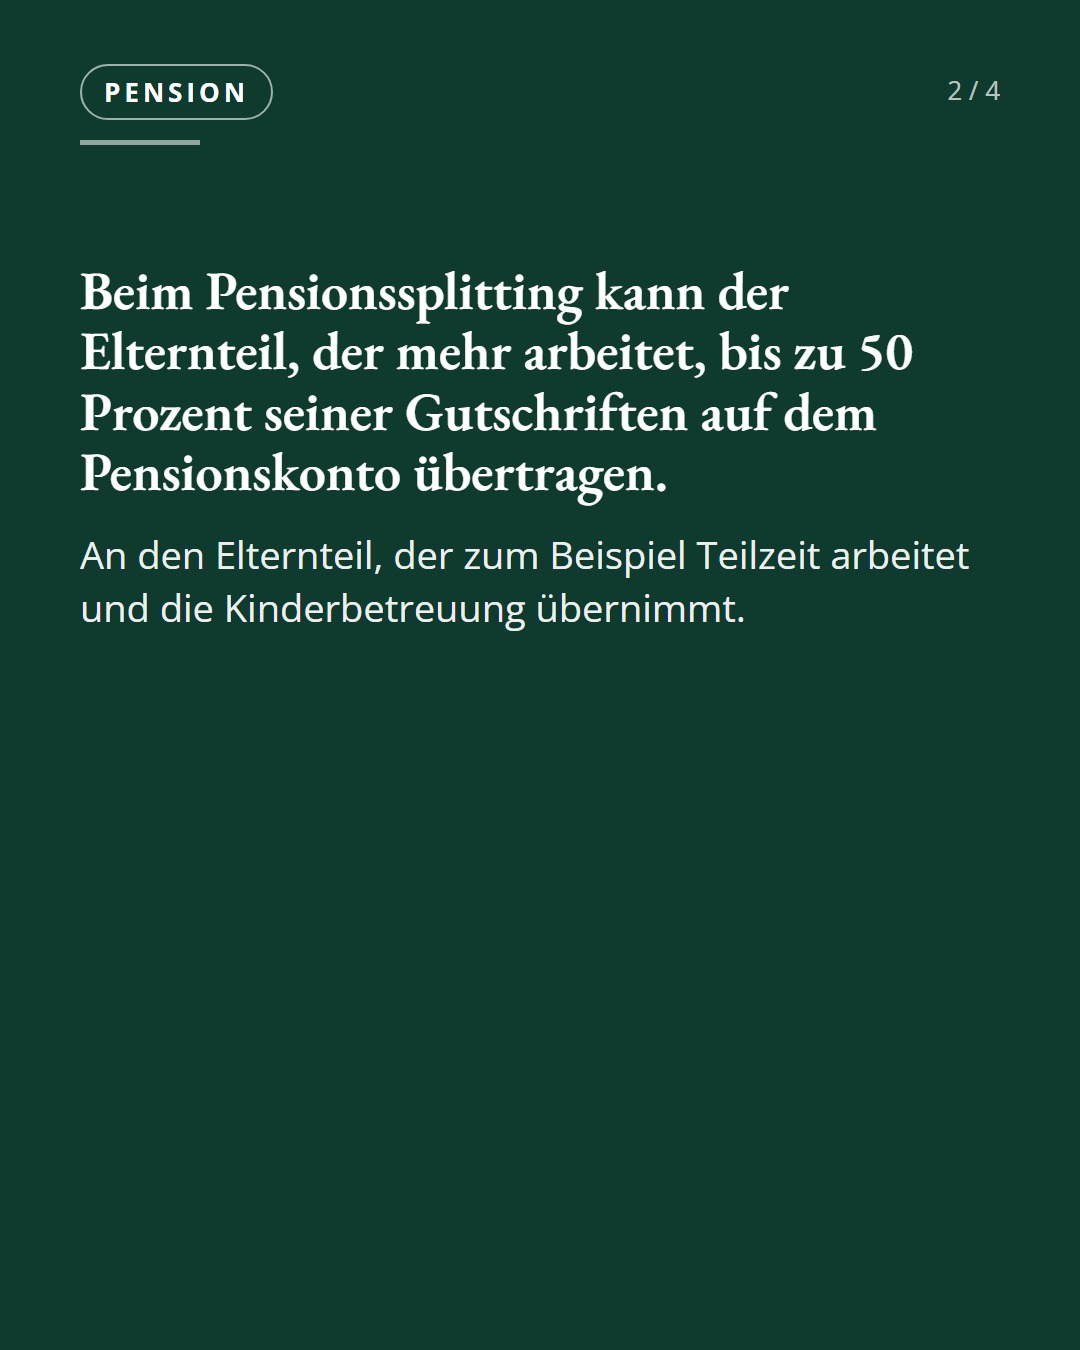 PENSION
2 / 4
Beim Pensionssplitting kann der
Elternteil, der mehr arbeitet, bis zu 50
Prozent seiner Gutschriften auf dem
Pensionskonto übertragen.
An den Elternteil, der zum Beispiel Teilzeit arbeitet
und die Kinderbetreuung übernimmt.